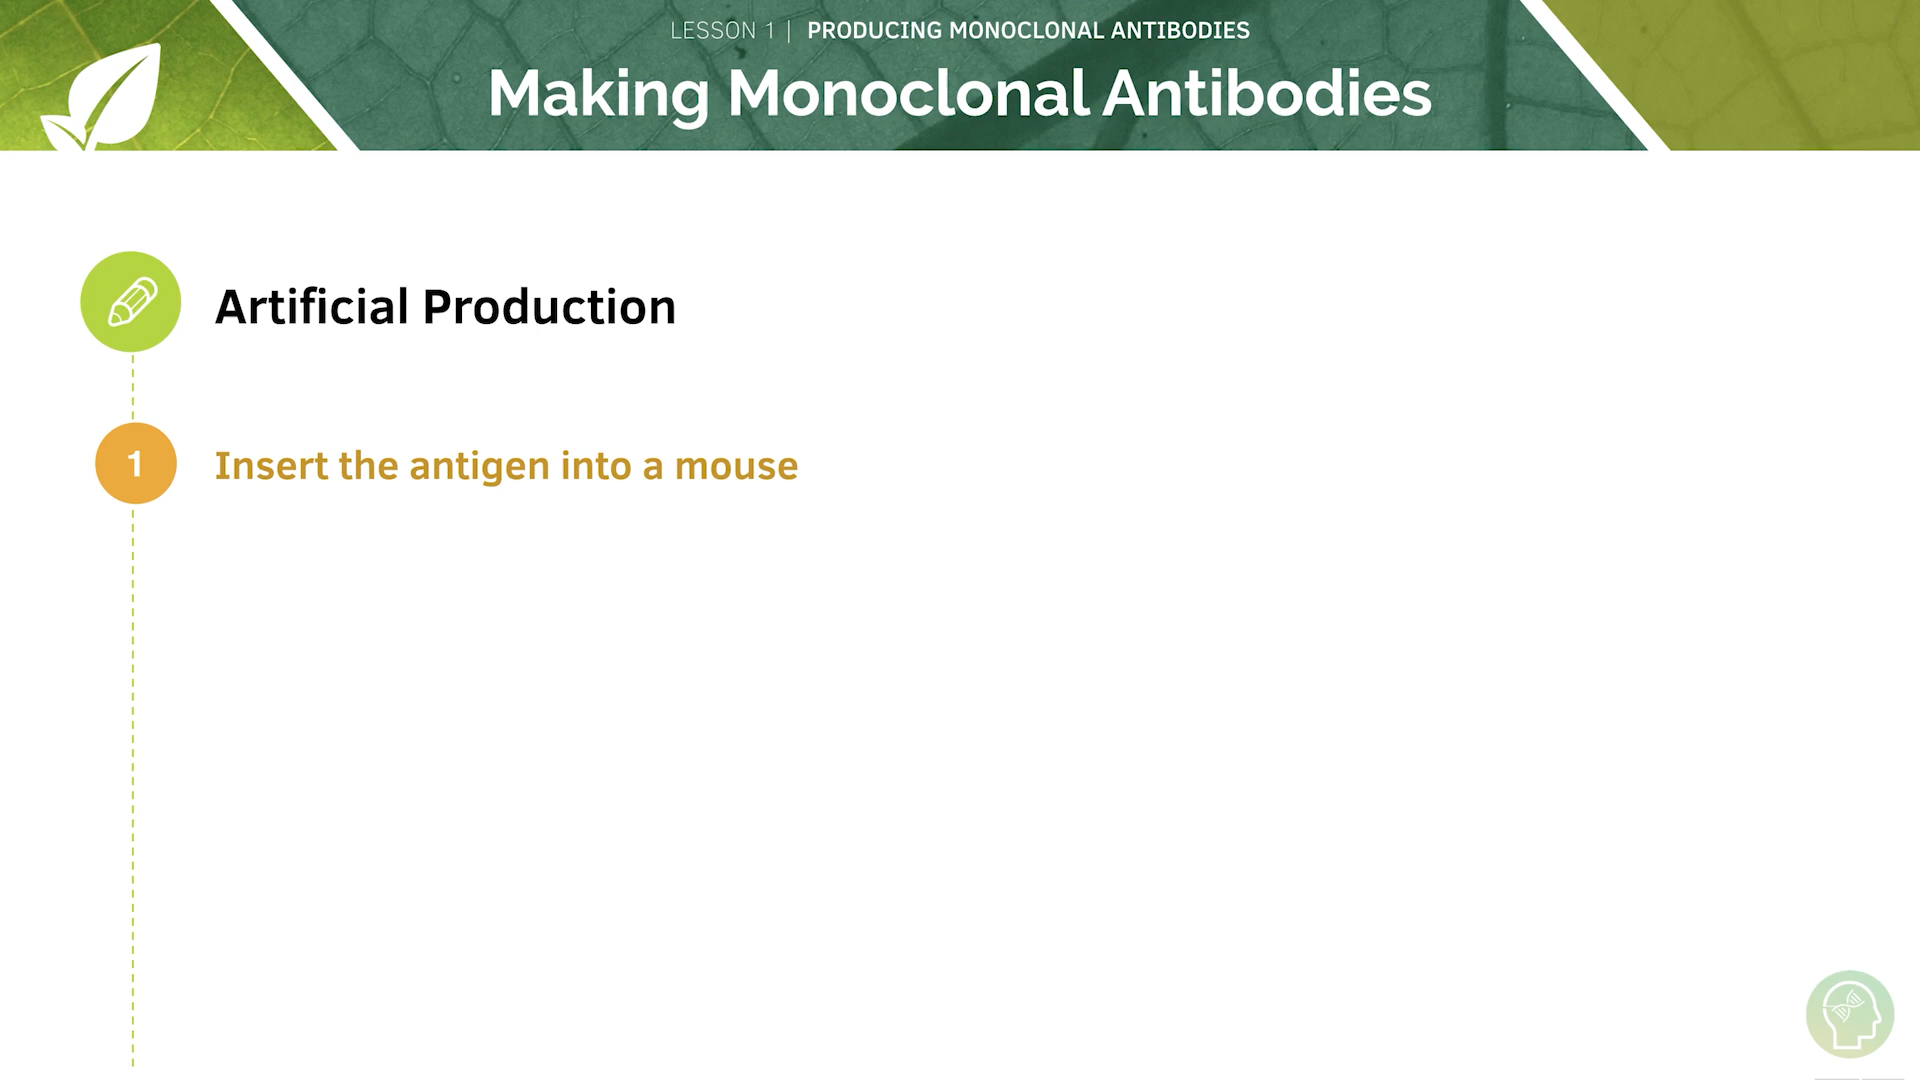 LESSON 1 | PRODUCING MONOCLONAL ANTIBODIES
Making Monoclonal Antibodies
Artificial Production
1 Insert the antigen into a mouse